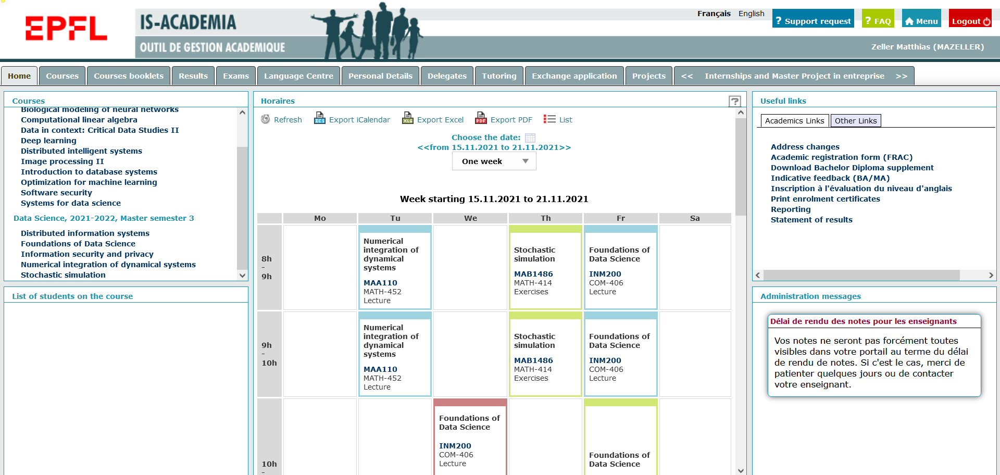 EPFL
IS-ACADEMIA
OUTIL DE GESTION ACADEMIQUE
Français English ? Support request ? FAQ Menu Logout
Zeller Matthias (MAZELLER)
Home Courses Courses booklets Results Exams Language Centre Personal Details Delegates Tutoring Exchange application Projects << Internships and Master Project in entreprise >>
Courses
Biological modeling of neural networks
Computational linear algebra
Data in context: Critical Data Studies II
Deep learning
Distributed intelligent systems
Image processing II
Introduction to database systems
Optimization for machine learning
Software security
Systems for data science
Data Science, 2021-2022, Master semester 3
Distributed information systems
Foundations of Data Science
Information security and privacy
Numerical integration of dynamical systems
Stochastic simulation
List of students on the course
Horaires
?
Refresh Export iCalendar Export Excel Export PDF List
Choose the date:
<<from 15.11.2021 to 21.11.2021>>
One week
Week starting 15.11.2021 to 21.11.2021
Mo Tu We Th Fr Sa
8h
-
9h
Numerical
integration of
dynamical
systems
MAA110
MATH-452
Lecture
Stochastic
simulation
MAB1486
MATH-414
Exercises
Foundations of
Data Science
INM200
COM-406
Lecture
9h
-
10h
Numerical
integration of
dynamical
systems
MAA110
MATH-452
Lecture
Stochastic
simulation
MAB1486
MATH-414
Exercises
Foundations of
Data Science
INM200
COM-406
Lecture
10h
-
Foundations of
Data Science
INM200
COM-406
Lecture
Foundations of
Data Science
Useful links
Academics Links Other Links
Address changes
Academic registration form (FRAC)
Download Bachelor Diploma supplement
Indicative feedback (BA/MA)
Inscription à l'évaluation du niveau d'anglais
Print enrolment certificates
Reporting
Statement of results
Administration messages
Délai de rendu des notes pour les enseignants
Vos notes ne seront pas forcément toutes
visibles dans votre portail au terme du délai
de rendu de notes. Si c'est le cas, merci de
patienter quelques jours ou de contacter
votre enseignant.